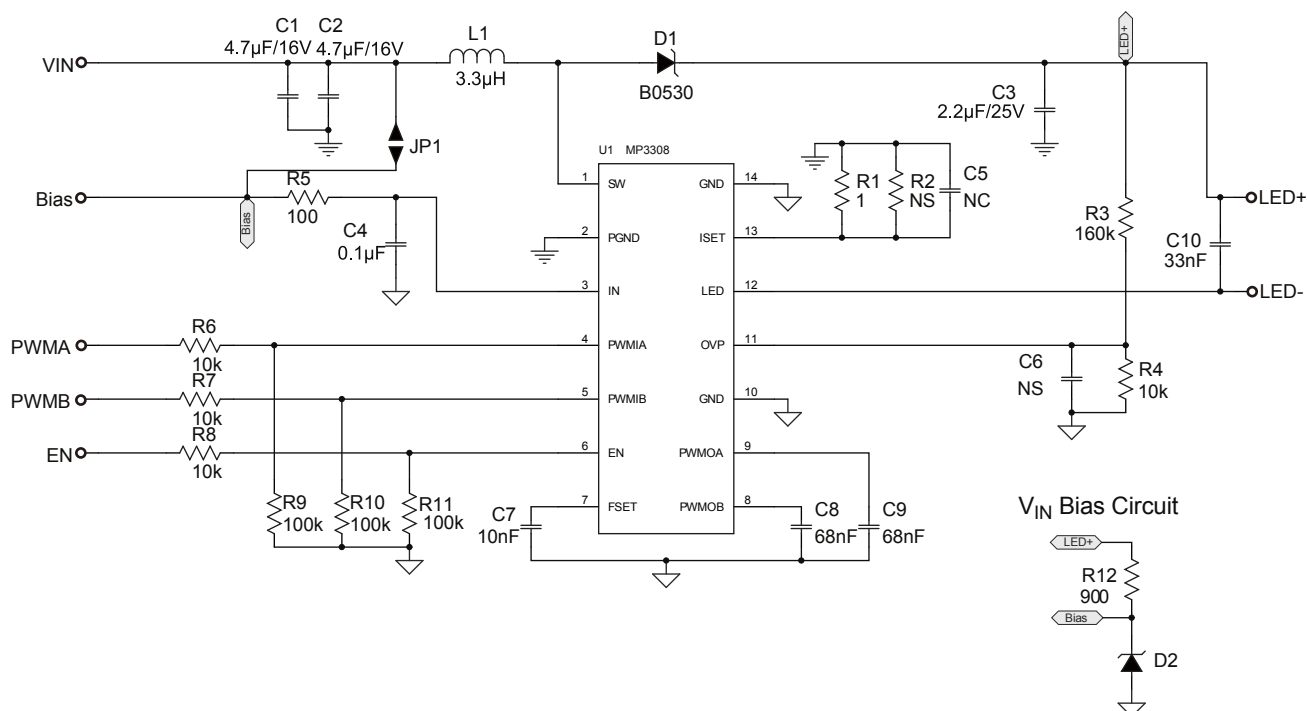 C1 C2
4.7µF/16V 4.7µF/16V
L1
3.3µH
D1
B0530
LED+
VIN
C3
2.2µF/25V
JP1
U1 MP3308
Bias
R5
100
Bias
C4
0.1µF
1 SW GND 14
2 PGND ISET 13
3 IN LED 12
4 PWMIA OVP 11
5 PWMIB GND 10
6 EN PWMOA 9
7 FSET PWMOB 8
R1
1
R2
NS
C5
NC
R3
160k
LED+
C10
33nF
LED-
PWMA
R6
10k
PWMB
R7
10k
EN
R8
10k
C6
NS
R4
10k
R9
100k
R10
100k
R11
100k
C7
10nF
C8
68nF
C9
68nF
VIN Bias Circuit
LED+
R12
900
Bias
D2